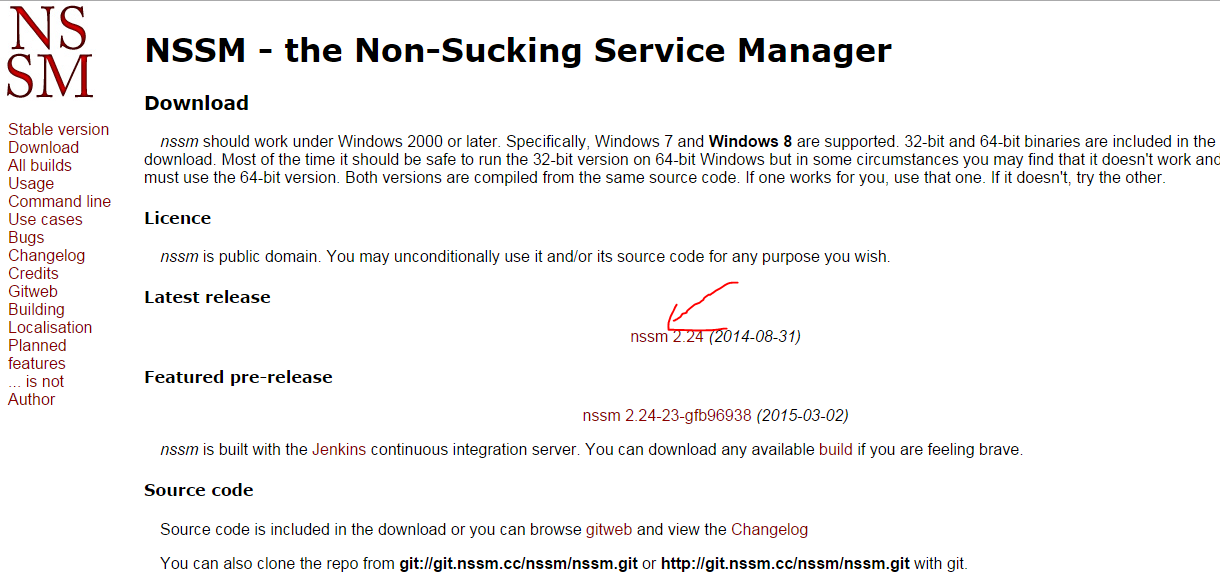 NS
SM
Stable version
Download
All builds
Usage
Command line
Use cases
Bugs
Changelog
Credits
Gitweb
Building
Localisation
Planned
features
... is not
Author
NSSM - the Non-Sucking Service Manager
Download
nssm should work under Windows 2000 or later. Specifically, Windows 7 and Windows 8 are supported. 32-bit and 64-bit binaries are included in the
download. Most of the time it should be safe to run the 32-bit version on 64-bit Windows but in some circumstances you may find that it doesn't work and
must use the 64-bit version. Both versions are compiled from the same source code. If one works for you, use that one. If it doesn't, try the other.
Licence
nssm is public domain. You may unconditionally use it and/or its source code for any purpose you wish.
Latest release
nssm 2.24 (2014-08-31)
Featured pre-release
nssm 2.24-23-gfb96938 (2015-03-02)
nssm is built with the Jenkins continuous integration server. You can download any available build if you are feeling brave.
Source code
Source code is included in the download or you can browse gitweb and view the Changelog
You can also clone the repo from git://git.nssm.cc/nssm/nssm.git or http://git.nssm.cc/nssm/nssm.git with git.